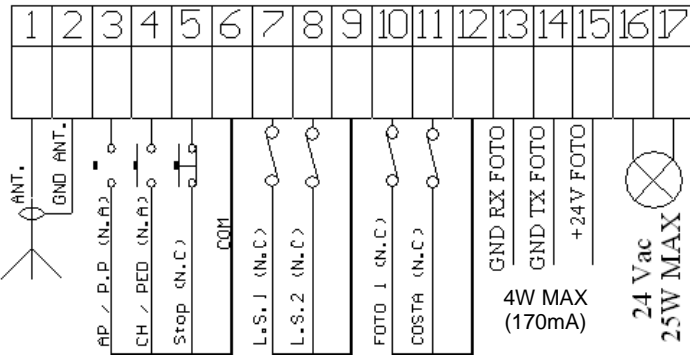 1 2 3 4 5 6 7 8 9 10 11 12 13 14 15 16 17
ANT.
GND ANT.
AP / P.P (N.A)
CH / PED (N.A)
Stop (N.C)
COM
L.S.1 (N.C)
L.S.2 (N.C)
FOTO 1 (N.C)
COSTA (N.C)
GND RX FOTO
GND TX FOTO
+24V FOTO
4W MAX
(170mA)
24 Vac
25W MAX